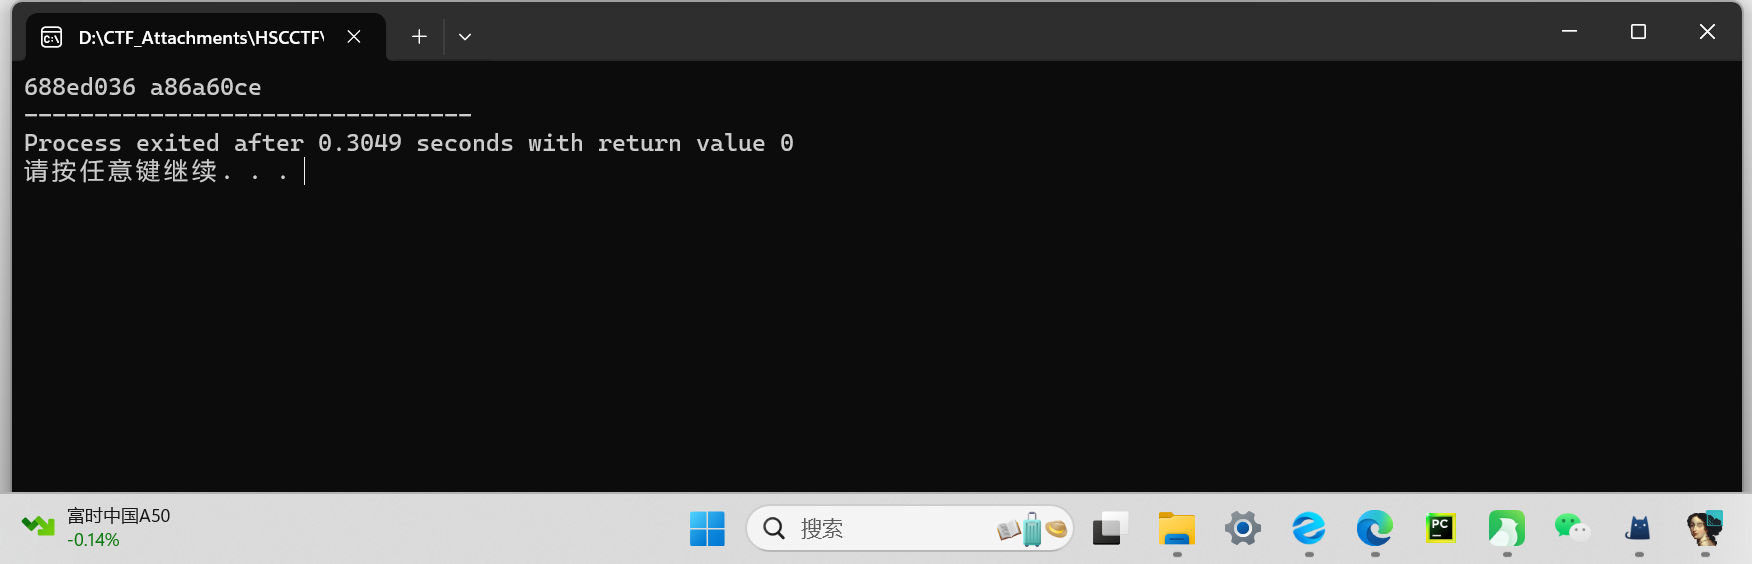 D:\CTF_Attachments\HSCCTF\
688ed036 a86a60ce
--------------------------------
Process exited after 0.3049 seconds with return value 0
请按任意键继续. . .
富时中国A50
-0.14%
搜索
PC